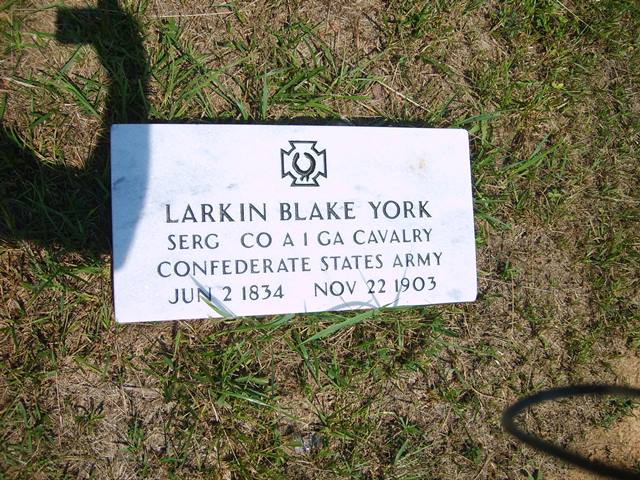 LARKIN BLAKE YORK
SERG CO A 1 GA CAVALRY
CONFEDERATE STATES ARMY
JUN 2 1834 NOV 22 1903